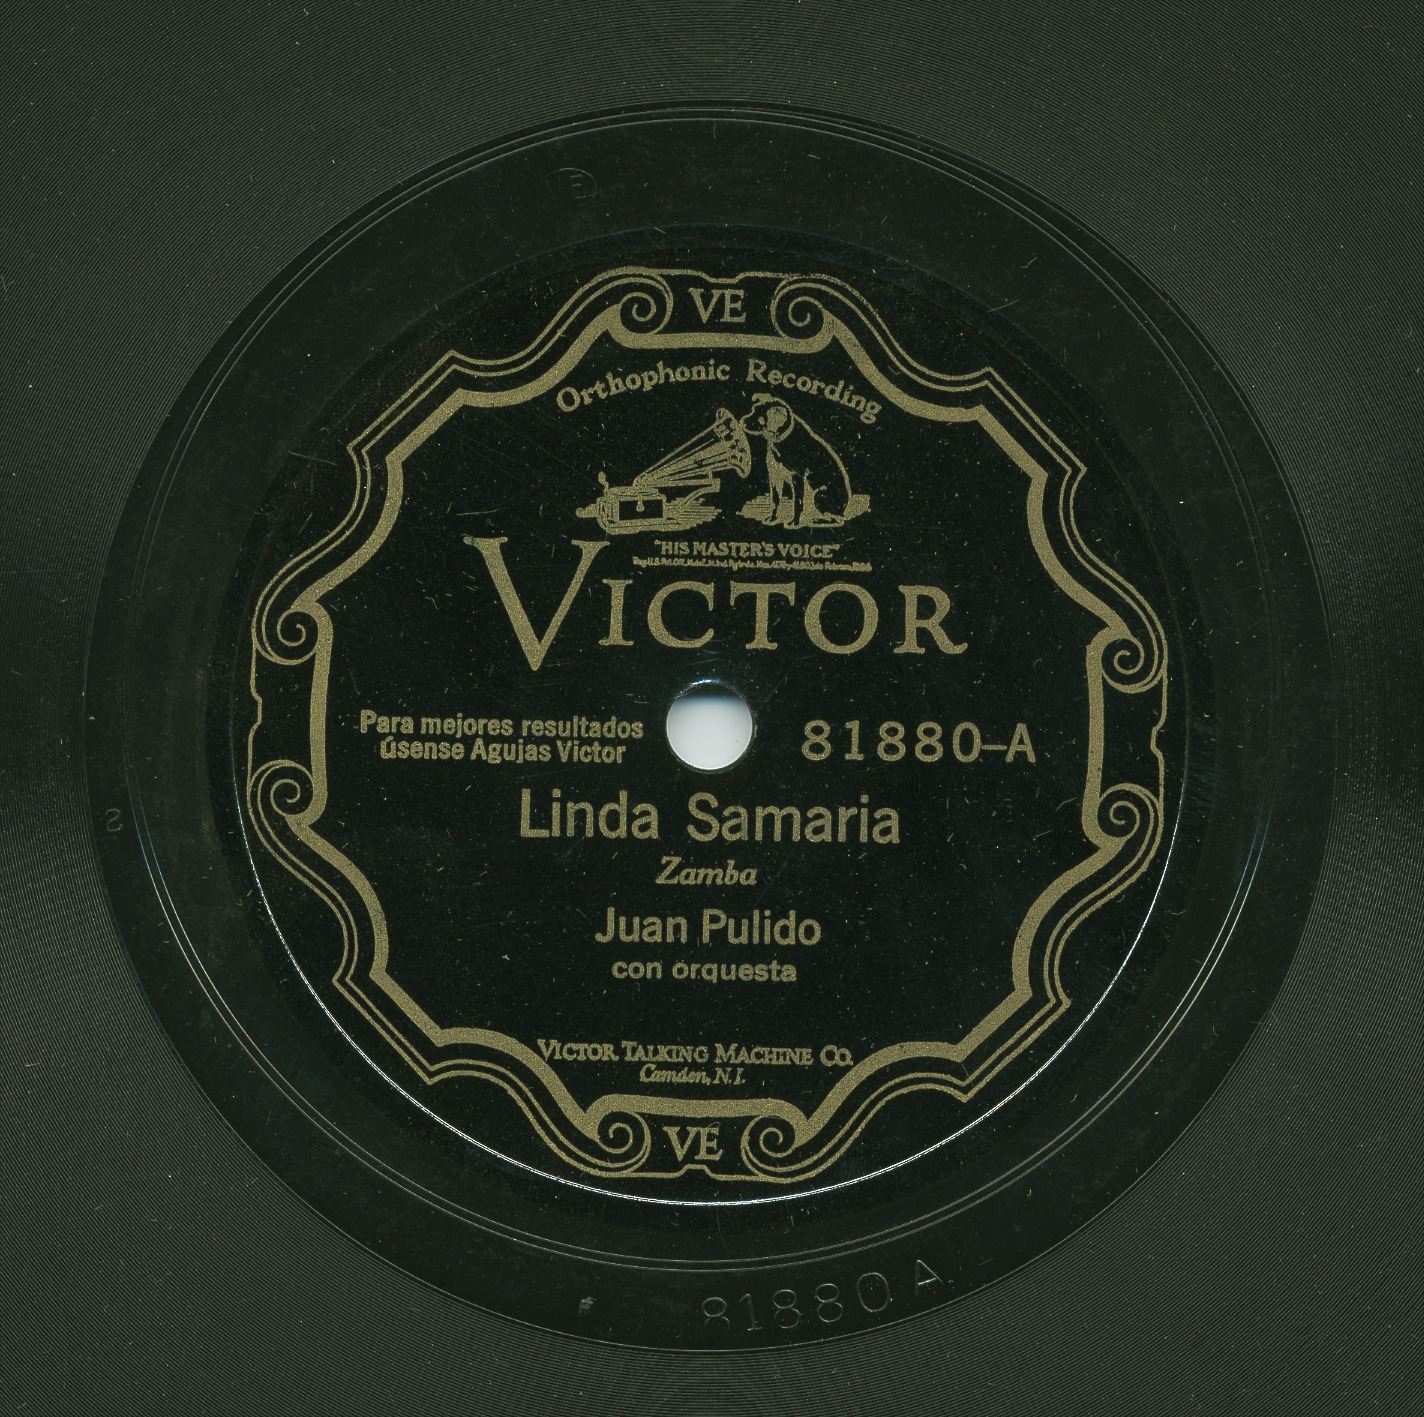 VE
Orthophonic Recording
"HIS MASTER'S VOICE"
VICTOR
Para mejores resultados
úsense Agujas Victor
81880-A
Linda Samaria
Zamba
Juan Pulido
con orquesta
VICTOR TALKING MACHINE CO.
Camden, N.J.
VE
81880 A